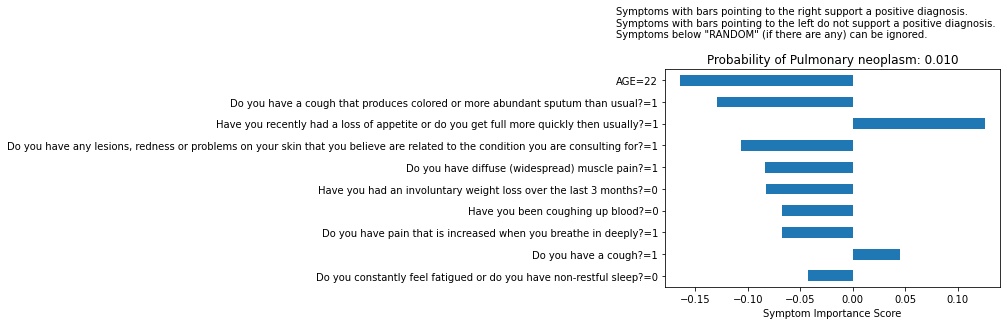 Symptoms with bars pointing to the right support a positive diagnosis.
Symptoms with bars pointing to the left do not support a positive diagnosis.
Symptoms below "RANDOM" (if there are any) can be ignored.
Probability of Pulmonary neoplasm: 0.010
AGE=22
Do you have a cough that produces colored or more abundant sputum than usual?=1
Have you recently had a loss of appetite or do you get full more quickly then usually?=1
Do you have any lesions, redness or problems on your skin that you believe are related to the condition you are consulting for?=1
Do you have diffuse (widespread) muscle pain?=1
Have you had an involuntary weight loss over the last 3 months?=0
Have you been coughing up blood?=0
Do you have pain that is increased when you breathe in deeply?=1
Do you have a cough?=1
Do you constantly feel fatigued or do you have non-restful sleep?=0
−0.15 −0.10 −0.05 0.00 0.05 0.10
Symptom Importance Score